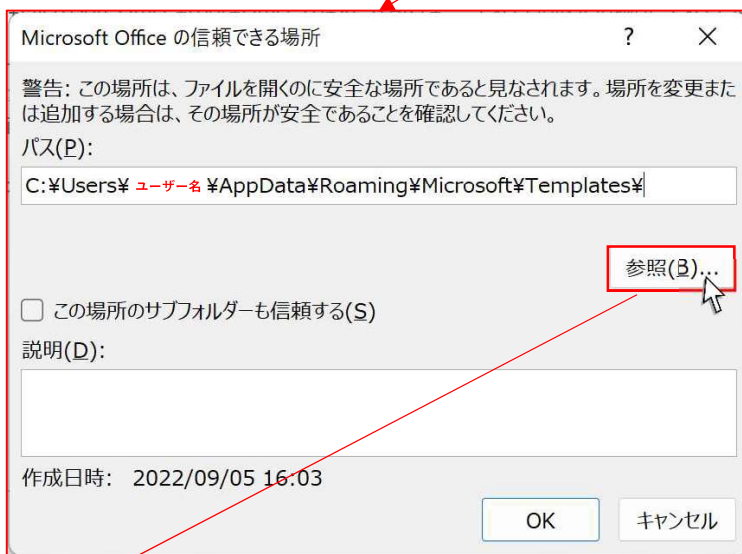 Microsoft Office の信頼できる場所 ?
警告: この場所は、ファイルを開くのに安全な場所であると見なされます。場所を変更また
は追加する場合は、その場所が安全であることを確認してください。
パス(P):
C:¥Users¥ ユーザー名 ¥AppData¥Roaming¥Microsoft¥Templates¥
参照(B)...
この場所のサブフォルダーも信頼する(S)
説明(D):
作成日時: 2022/09/05 16:03
OK キャンセル